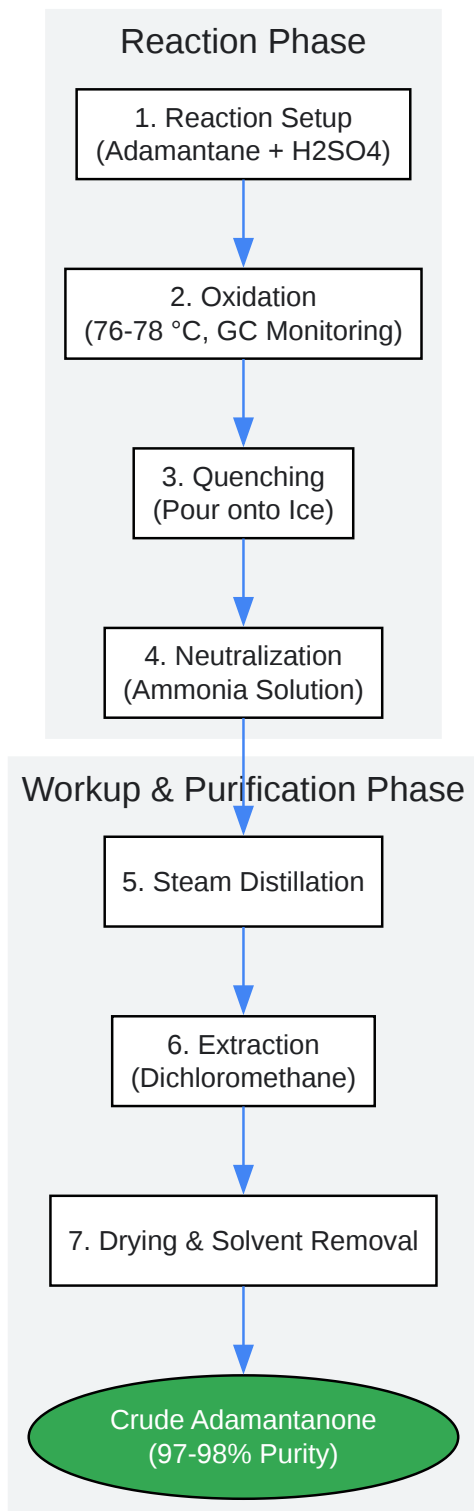 Reaction Phase
1. Reaction Setup
(Adamantane + H2SO4)
2. Oxidation
(76-78 °C, GC Monitoring)
3. Quenching
(Pour onto Ice)
4. Neutralization
(Ammonia Solution)
Workup & Purification Phase
5. Steam Distillation
6. Extraction
(Dichloromethane)
7. Drying & Solvent Removal
Crude Adamantanone
(97-98% Purity)